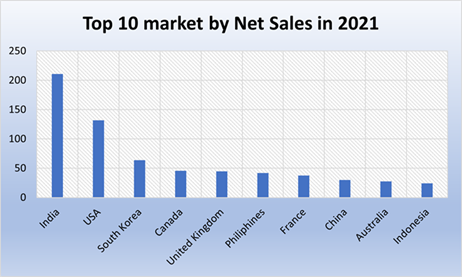 Top 10 market by Net Sales in 2021
250
200
150
100
50
0
India
USA
South Korea
Canada
United Kingdom
Philiphines
France
China
Australia
Indonesia